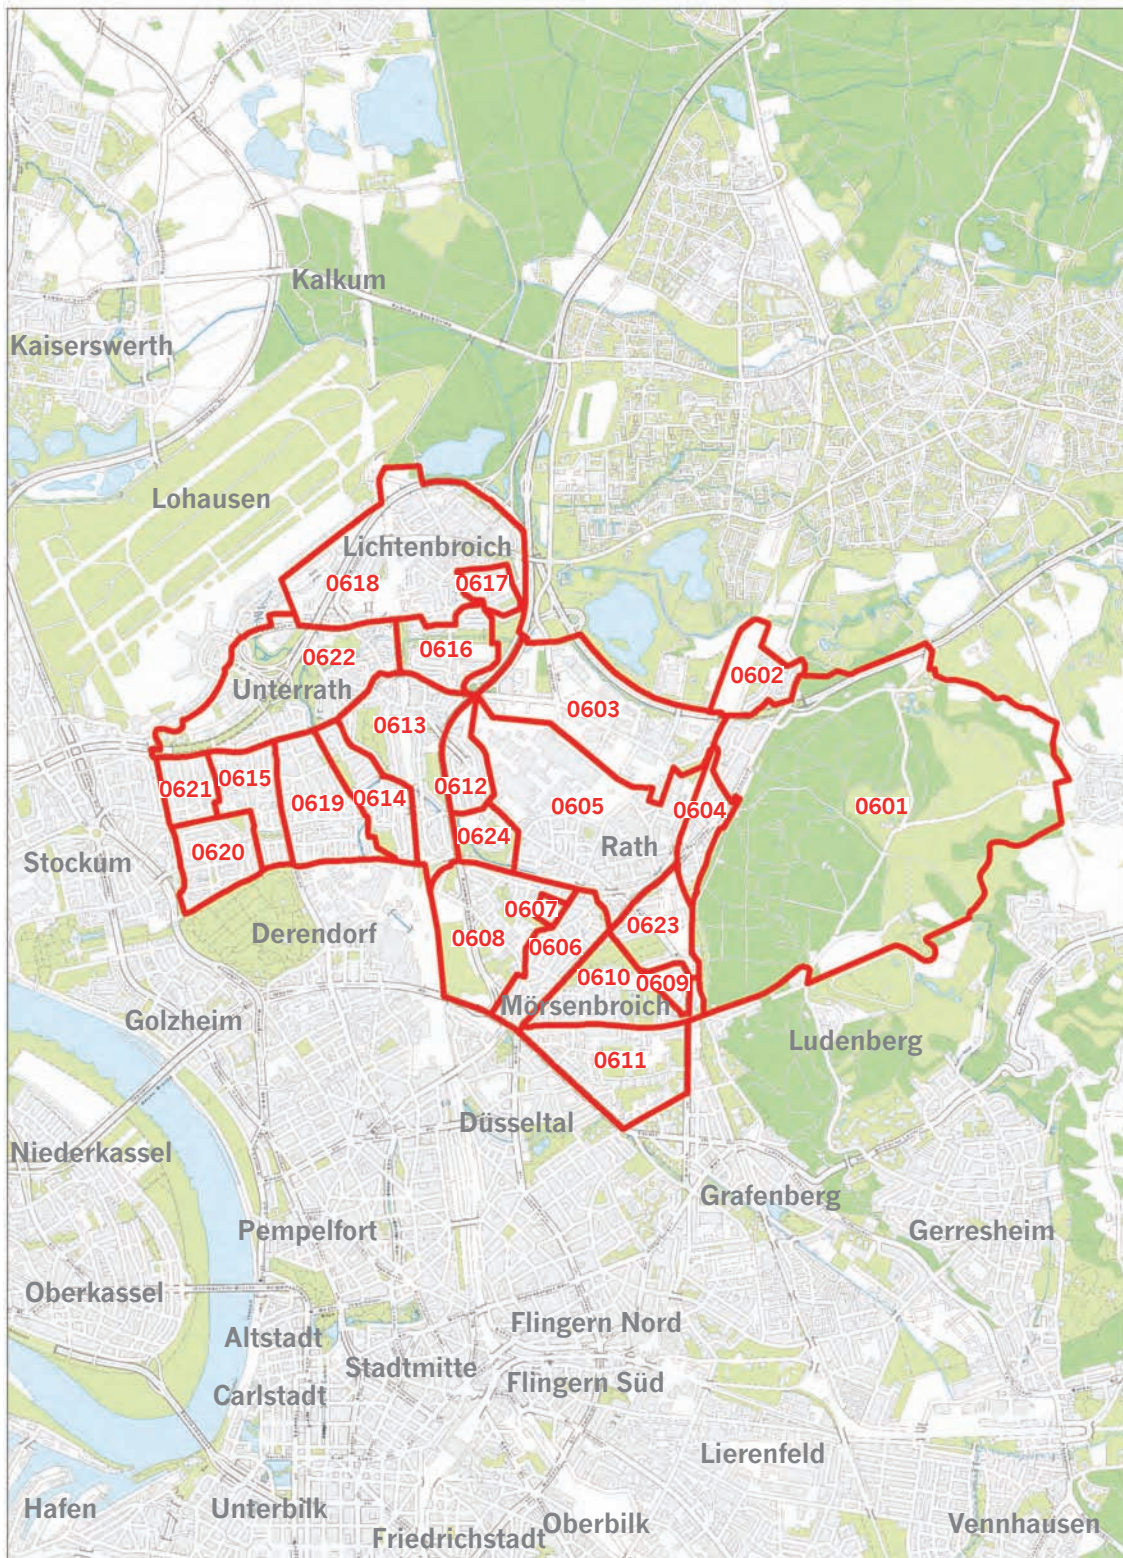 Kalkum
Kaiserswerth
Lohausen
Lichtenbroich
0618
0617
0616
0622
0602
Unterrath
0603
0613
0621
0615
0612
0619
0614
0605
0604
0601
0624
Rath
0620
Stockum
0607
0623
Derendorf
0608
0606
0610
0609
Mörsenbroich
Golzheim
Ludenberg
0611
Düsseltal
Niederkassel
Grafenberg
Pempelfort
Gerresheim
Oberkassel
Flingern Nord
Altstadt
Stadtmitte
Flingern Süd
Carlstadt
Lierenfeld
Hafen
Unterbilk
Oberbilk
Vennhausen
Friedrichstadt